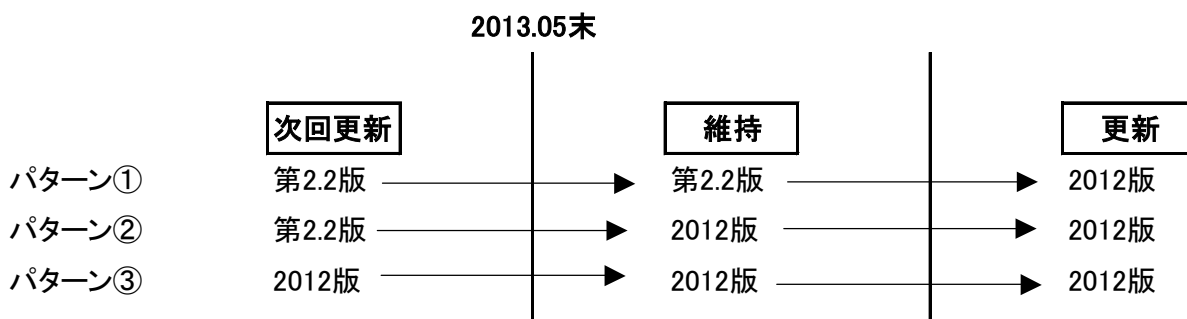 2013.05末
次回更新 維持 更新
パターン① 第2.2版 第2.2版 2012版
パターン② 第2.2版 2012版 2012版
パターン③ 2012版 2012版 2012版